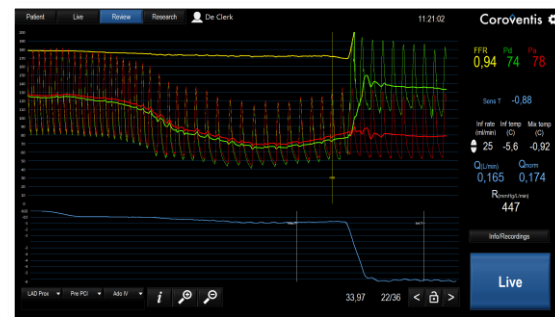 Patient Live Review Research De Clerk 11:21:02 Coroventis
FFR Pd Pa
0,94 74 78
Sens T -0,88
Inf rate Inf temp Mix temp
(ml/min) (C) (C)
25 -5,6 -0,92
Q(L/min) Qnorm
0,165 0,174
R(mmHg/L/min)
447
Info/Recordings
Live
LAD Prox Pre PCI Ado IV i 33,97 22/36 < >